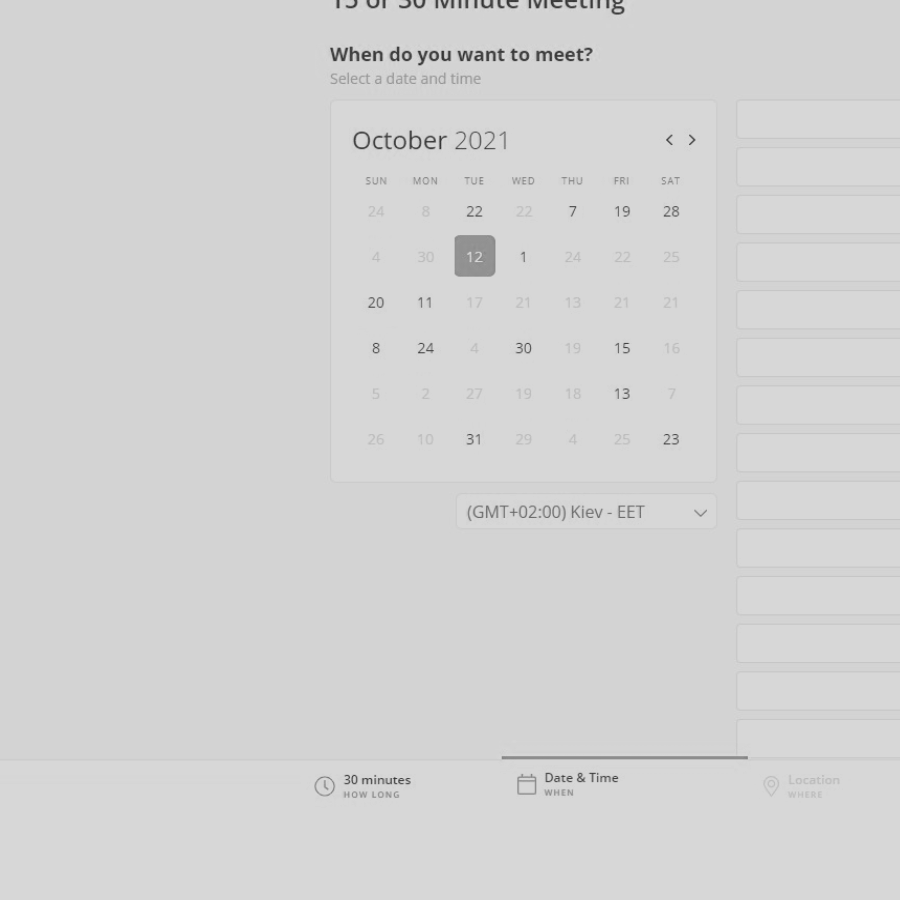 15 or 30 Minute Meeting
When do you want to meet?
Select a date and time
October 2021
SUN MON TUE WED THU FRI SAT
24 8 22 22 7 19 28
4 30 12 1 24 22 25
20 11 17 21 13 21 21
8 24 4 30 19 15 16
5 2 27 19 18 13 7
26 10 31 29 4 25 23
(GMT+02:00) Kiev - EET
30 minutes
HOW LONG
Date & Time
WHEN
Location
WHERE